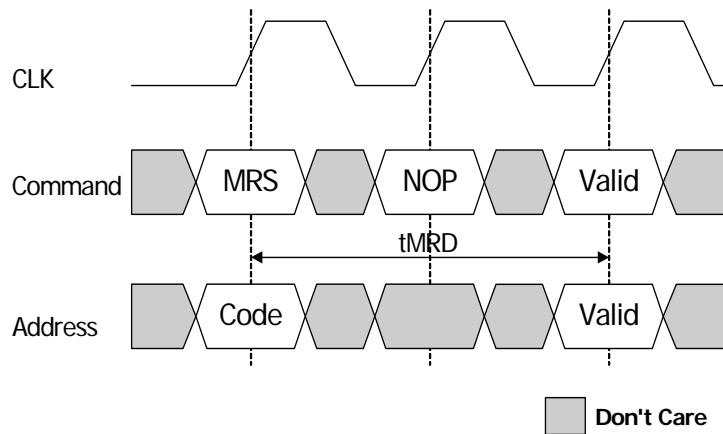 CLK
Command
MRS
NOP
Valid
tMRD
Address
Code
Valid
Don't Care